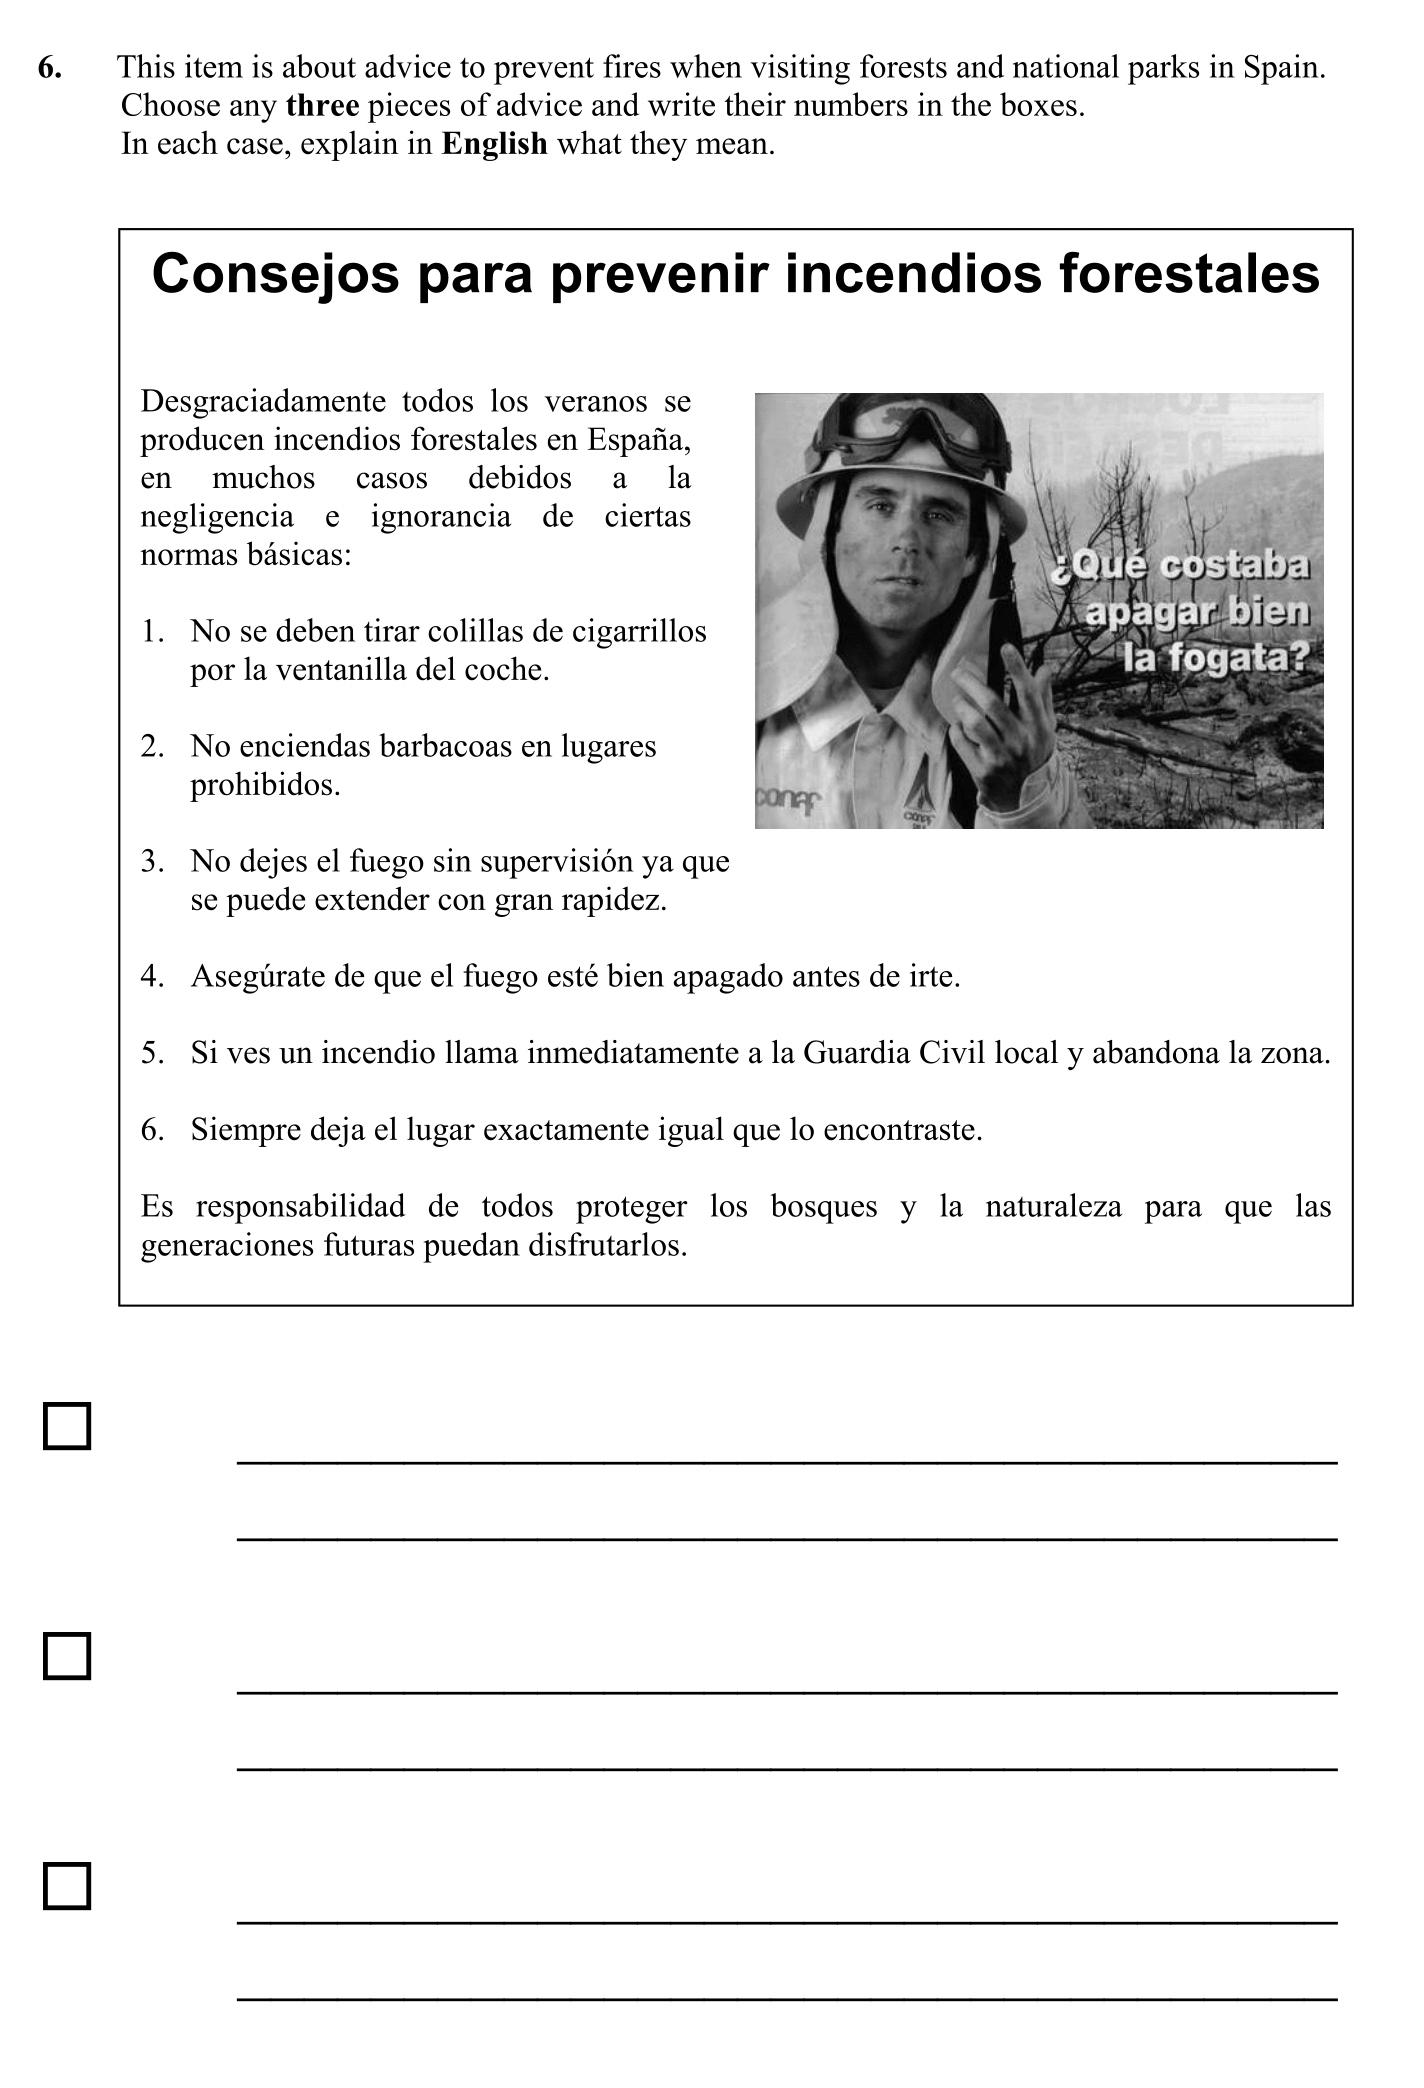 6. This item is about advice to prevent fires when visiting forests and national parks in Spain.
Choose any three pieces of advice and write their numbers in the boxes.
In each case, explain in English what they mean.
Consejos para prevenir incendios forestales
Desgraciadamente todos los veranos se
producen incendios forestales en España,
en muchos casos debidos a la
negligencia e ignorancia de ciertas
normas básicas:
1. No se deben tirar colillas de cigarrillos
por la ventanilla del coche.
2. No enciendas barbacoas en lugares
prohibidos.
3. No dejes el fuego sin supervisión ya que
se puede extender con gran rapidez.
¿Qué costaba
apagar bien
la fogata?
conaf
conaf
4. Asegúrate de que el fuego esté bien apagado antes de irte.
5. Si ves un incendio llama inmediatamente a la Guardia Civil local y abandona la zona.
6. Siempre deja el lugar exactamente igual que lo encontraste.
Es responsabilidad de todos proteger los bosques y la naturaleza para que las
generaciones futuras puedan disfrutarlos.